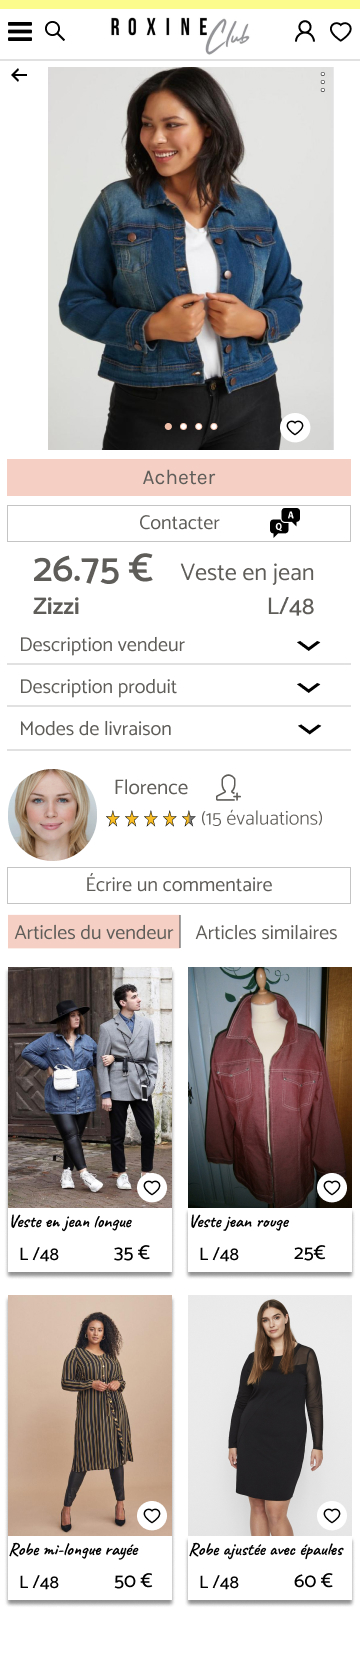 ROXINE Club
Acheter
Contacter
Q A
26.75 € Veste en jean
Zizzi L/48
Description vendeur
Description produit
Modes de livraison
Florence
(15 évaluations)
Écrire un commentaire
Articles du vendeur Articles similaires
Veste en jean longue
L /48 35 €
Veste jean rouge
L /48 25€
Robe mi-longue rayée
L /48 50 €
Robe ajustée avec épaules
L /48 60 €